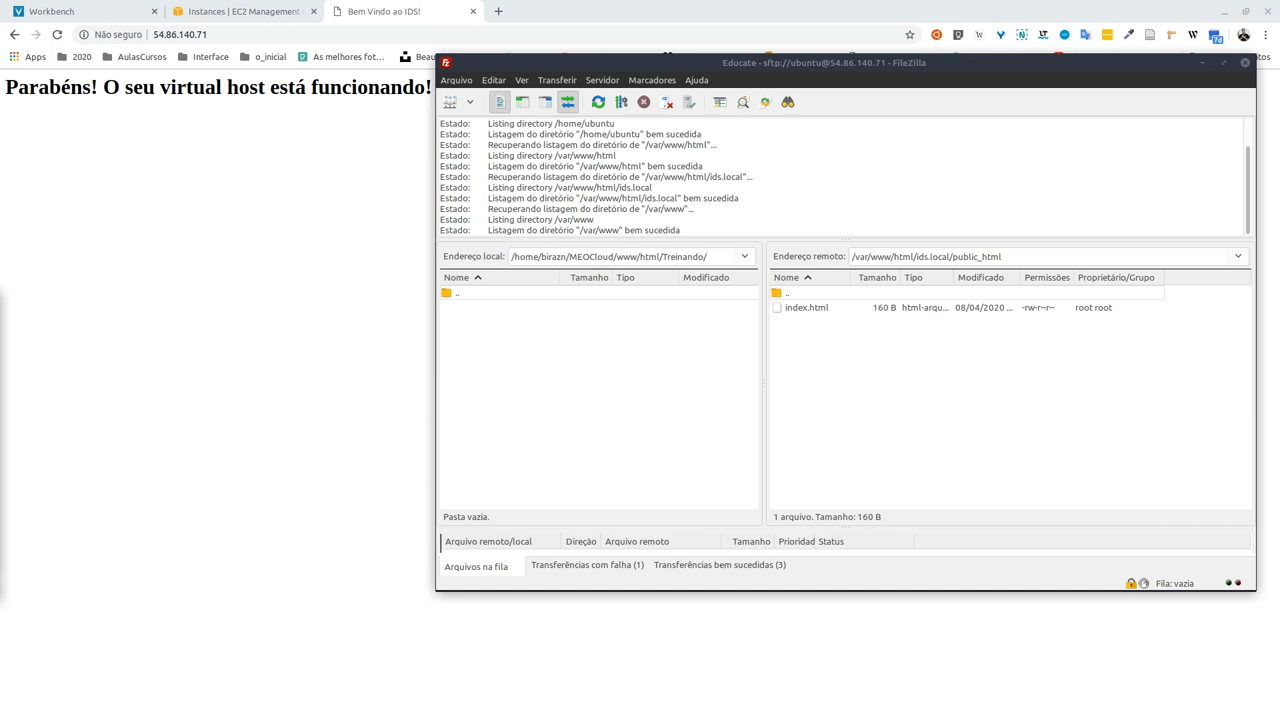 Workbench
Instances | EC2 Management
Bem Vindo ao IDS!
Não seguro
54.86.140.71
7d
Apps
2020
AulasCursos
Interface
o_inicial
As melhores fot…
Parabéns! O seu virtual host está funcionando!
Educate - sftp://ubuntu@54.86.140.71 - FileZilla
Arquivo Editar Ver Transferir Servidor Marcadores Ajuda
Estado: Listing directory /home/ubuntu
Estado: Listagem do diretório "/home/ubuntu" bem sucedida
Estado: Recuperando listagem do diretório de "/var/www/html"...
Estado: Listing directory /var/www/html
Estado: Listagem do diretório "/var/www/html" bem sucedida
Estado: Recuperando listagem do diretório de "/var/www/html/ids.local"...
Estado: Listing directory /var/www/html/ids.local
Estado: Listagem do diretório "/var/www/html/ids.local" bem sucedida
Estado: Recuperando listagem do diretório de "/var/www"...
Estado: Listing directory /var/www
Estado: Listagem do diretório "/var/www" bem sucedida
Endereço local: /home/birazn/MEOCloud/www/html/Treinando/
Nome Tamanho Tipo Modificado
..
Pasta vazia.
Endereço remoto: /var/www/html/ids.local/public_html
Nome Tamanho Tipo Modificado Permissões Proprietário/Grupo
..
index.html 160 B html-arqu... 08/04/2020 ... -rw-r--r-- root root
1 arquivo. Tamanho: 160 B
Arquivo remoto/local Direção Arquivo remoto Tamanho Prioridad Status
Arquivos na fila Transferências com falha (1) Transferências bem sucedidas (3)
Fila: vazia